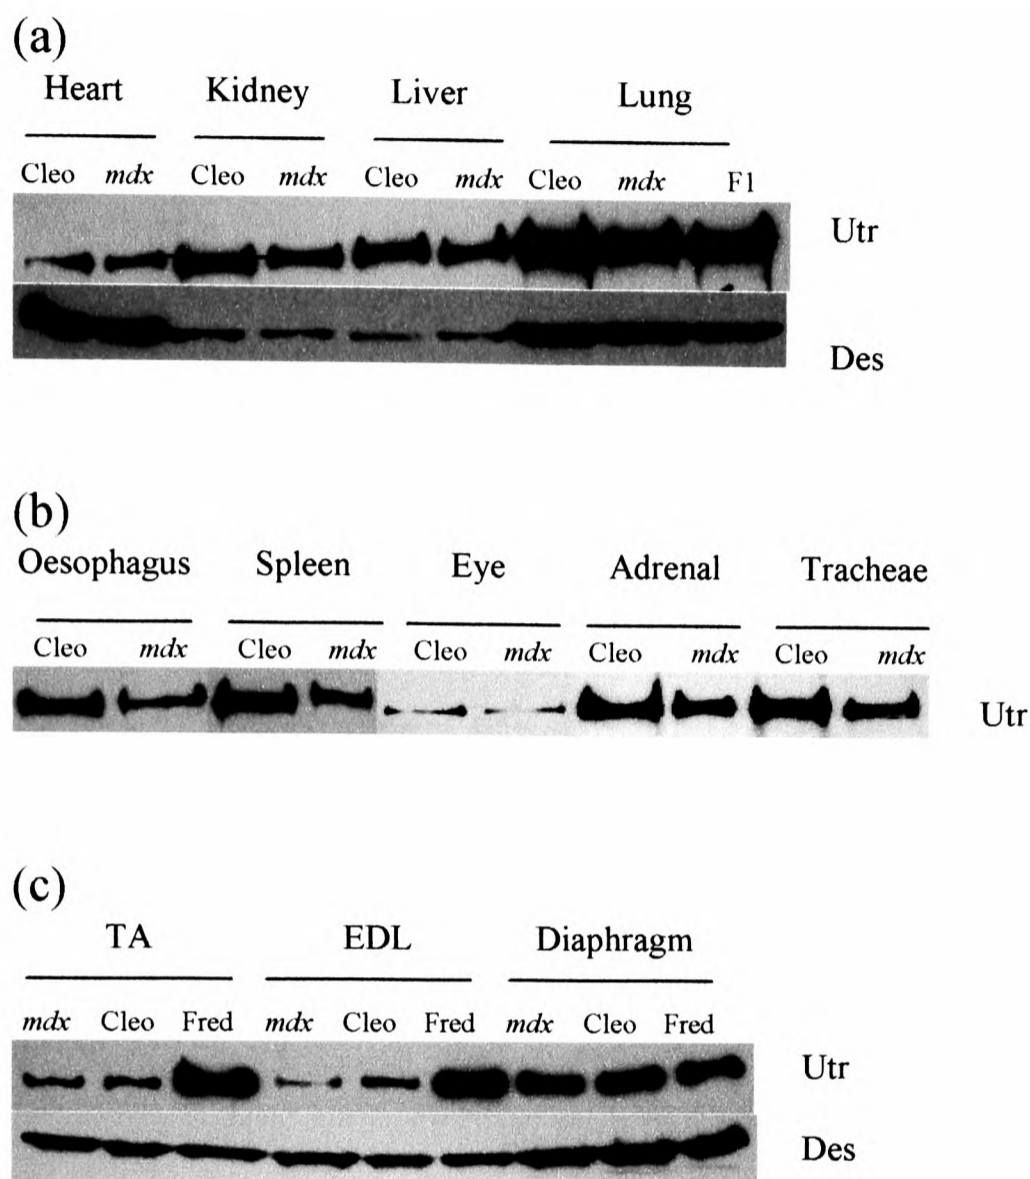 (a)
Heart Kidney Liver Lung
Cleo mdx Cleo mdx Cleo mdx Cleo mdx F1
Utr
Des
(b)
Oesophagus Spleen Eye Adrenal Tracheae
Cleo mdx Cleo mdx Cleo mdx Cleo mdx Cleo mdx
Utr
(c)
TA EDL Diaphragm
mdx Cleo Fred mdx Cleo Fred mdx Cleo Fred
Utr
Des